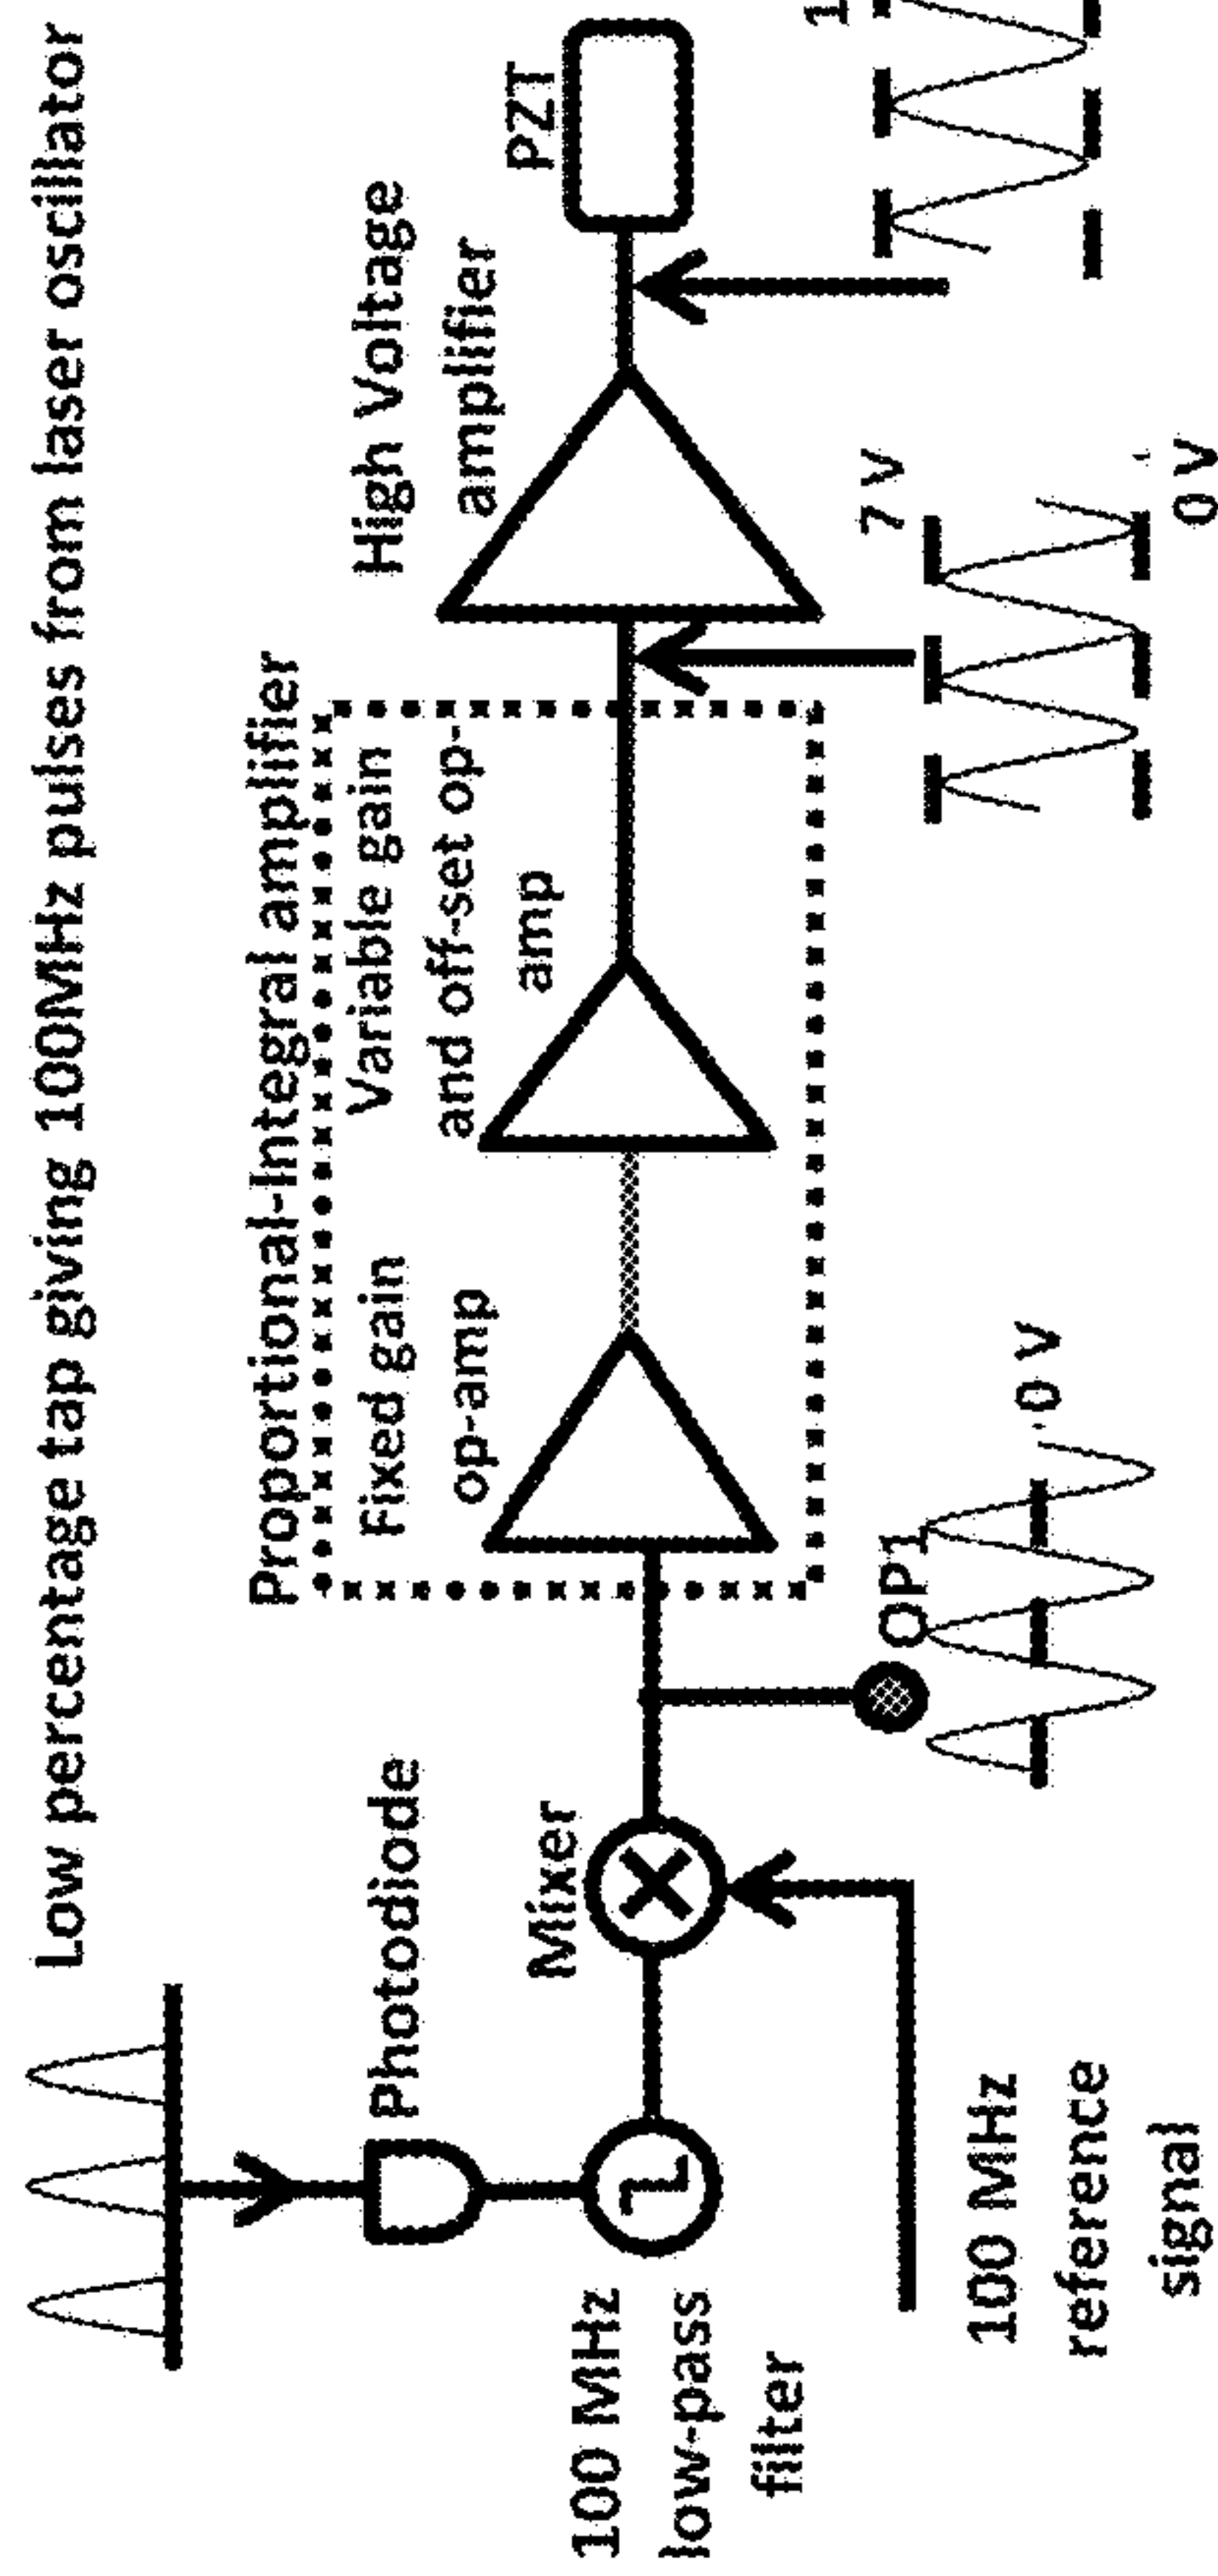 Low percentage tap giving 100MHz pulses from laser oscillator
Photodiode
100 MHz
low-pass
filter
Mixer
100 MHz
reference
signal
OP1
0 V
Proportional-Integral amplifier
Fixed gain
op-amp
Variable gain
and off-set op-
amp
7 V
0 V
High Voltage
amplifier
PZT
1